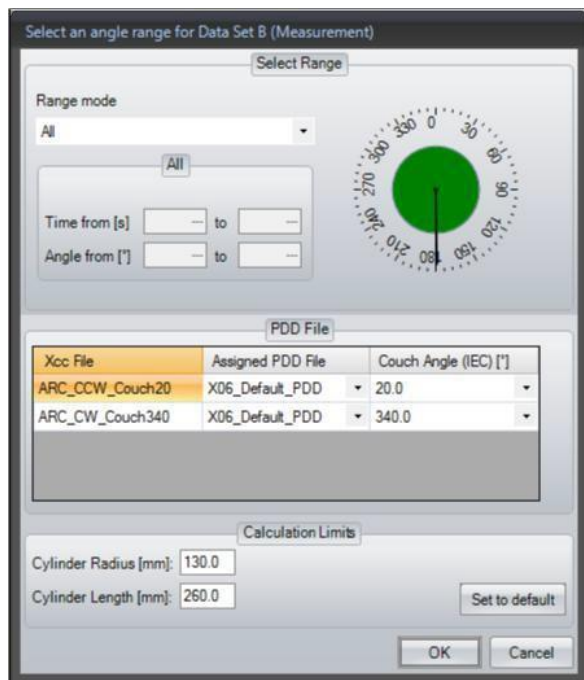 Select an angle range for Data Set B (Measurement)
Select Range
Range mode
All
All
Time from [s] --- to ---
Angle from [°] --- to ---
0
30
60
90
120
150
180
210
240
270
300
330
PDD File
Xcc File Assigned PDD File Couch Angle (IEC) [°]
ARC_CCW_Couch20 X06_Default_PDD 20.0
ARC_CW_Couch340 X06_Default_PDD 340.0
Calculation Limits
Cylinder Radius [mm]: 130.0
Cylinder Length [mm]: 260.0
Set to default
OK Cancel